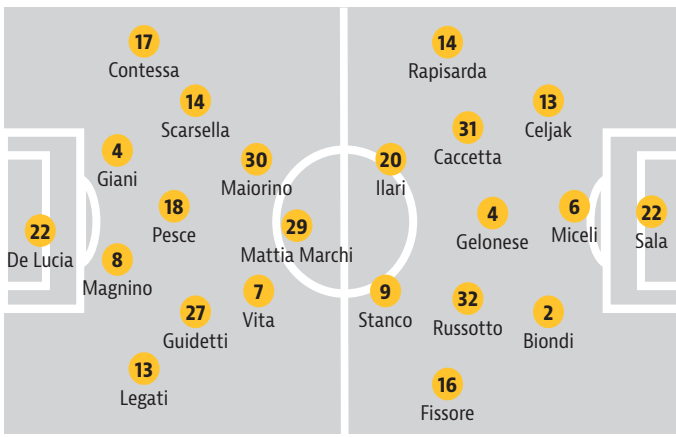 17
Contessa
14
Scarsella
4
Giani
30
Maiorino
18
Pesce
22
De Lucia
29
Mattia Marchi
8
Magnino
7
Vita
27
Guidetti
13
Legati
14
Rapisarda
13
Celjak
31
Caccetta
20
Ilari
4
Gelonese
6
Miceli
22
Sala
9
Stanco
32
Russotto
2
Biondi
16
Fissore